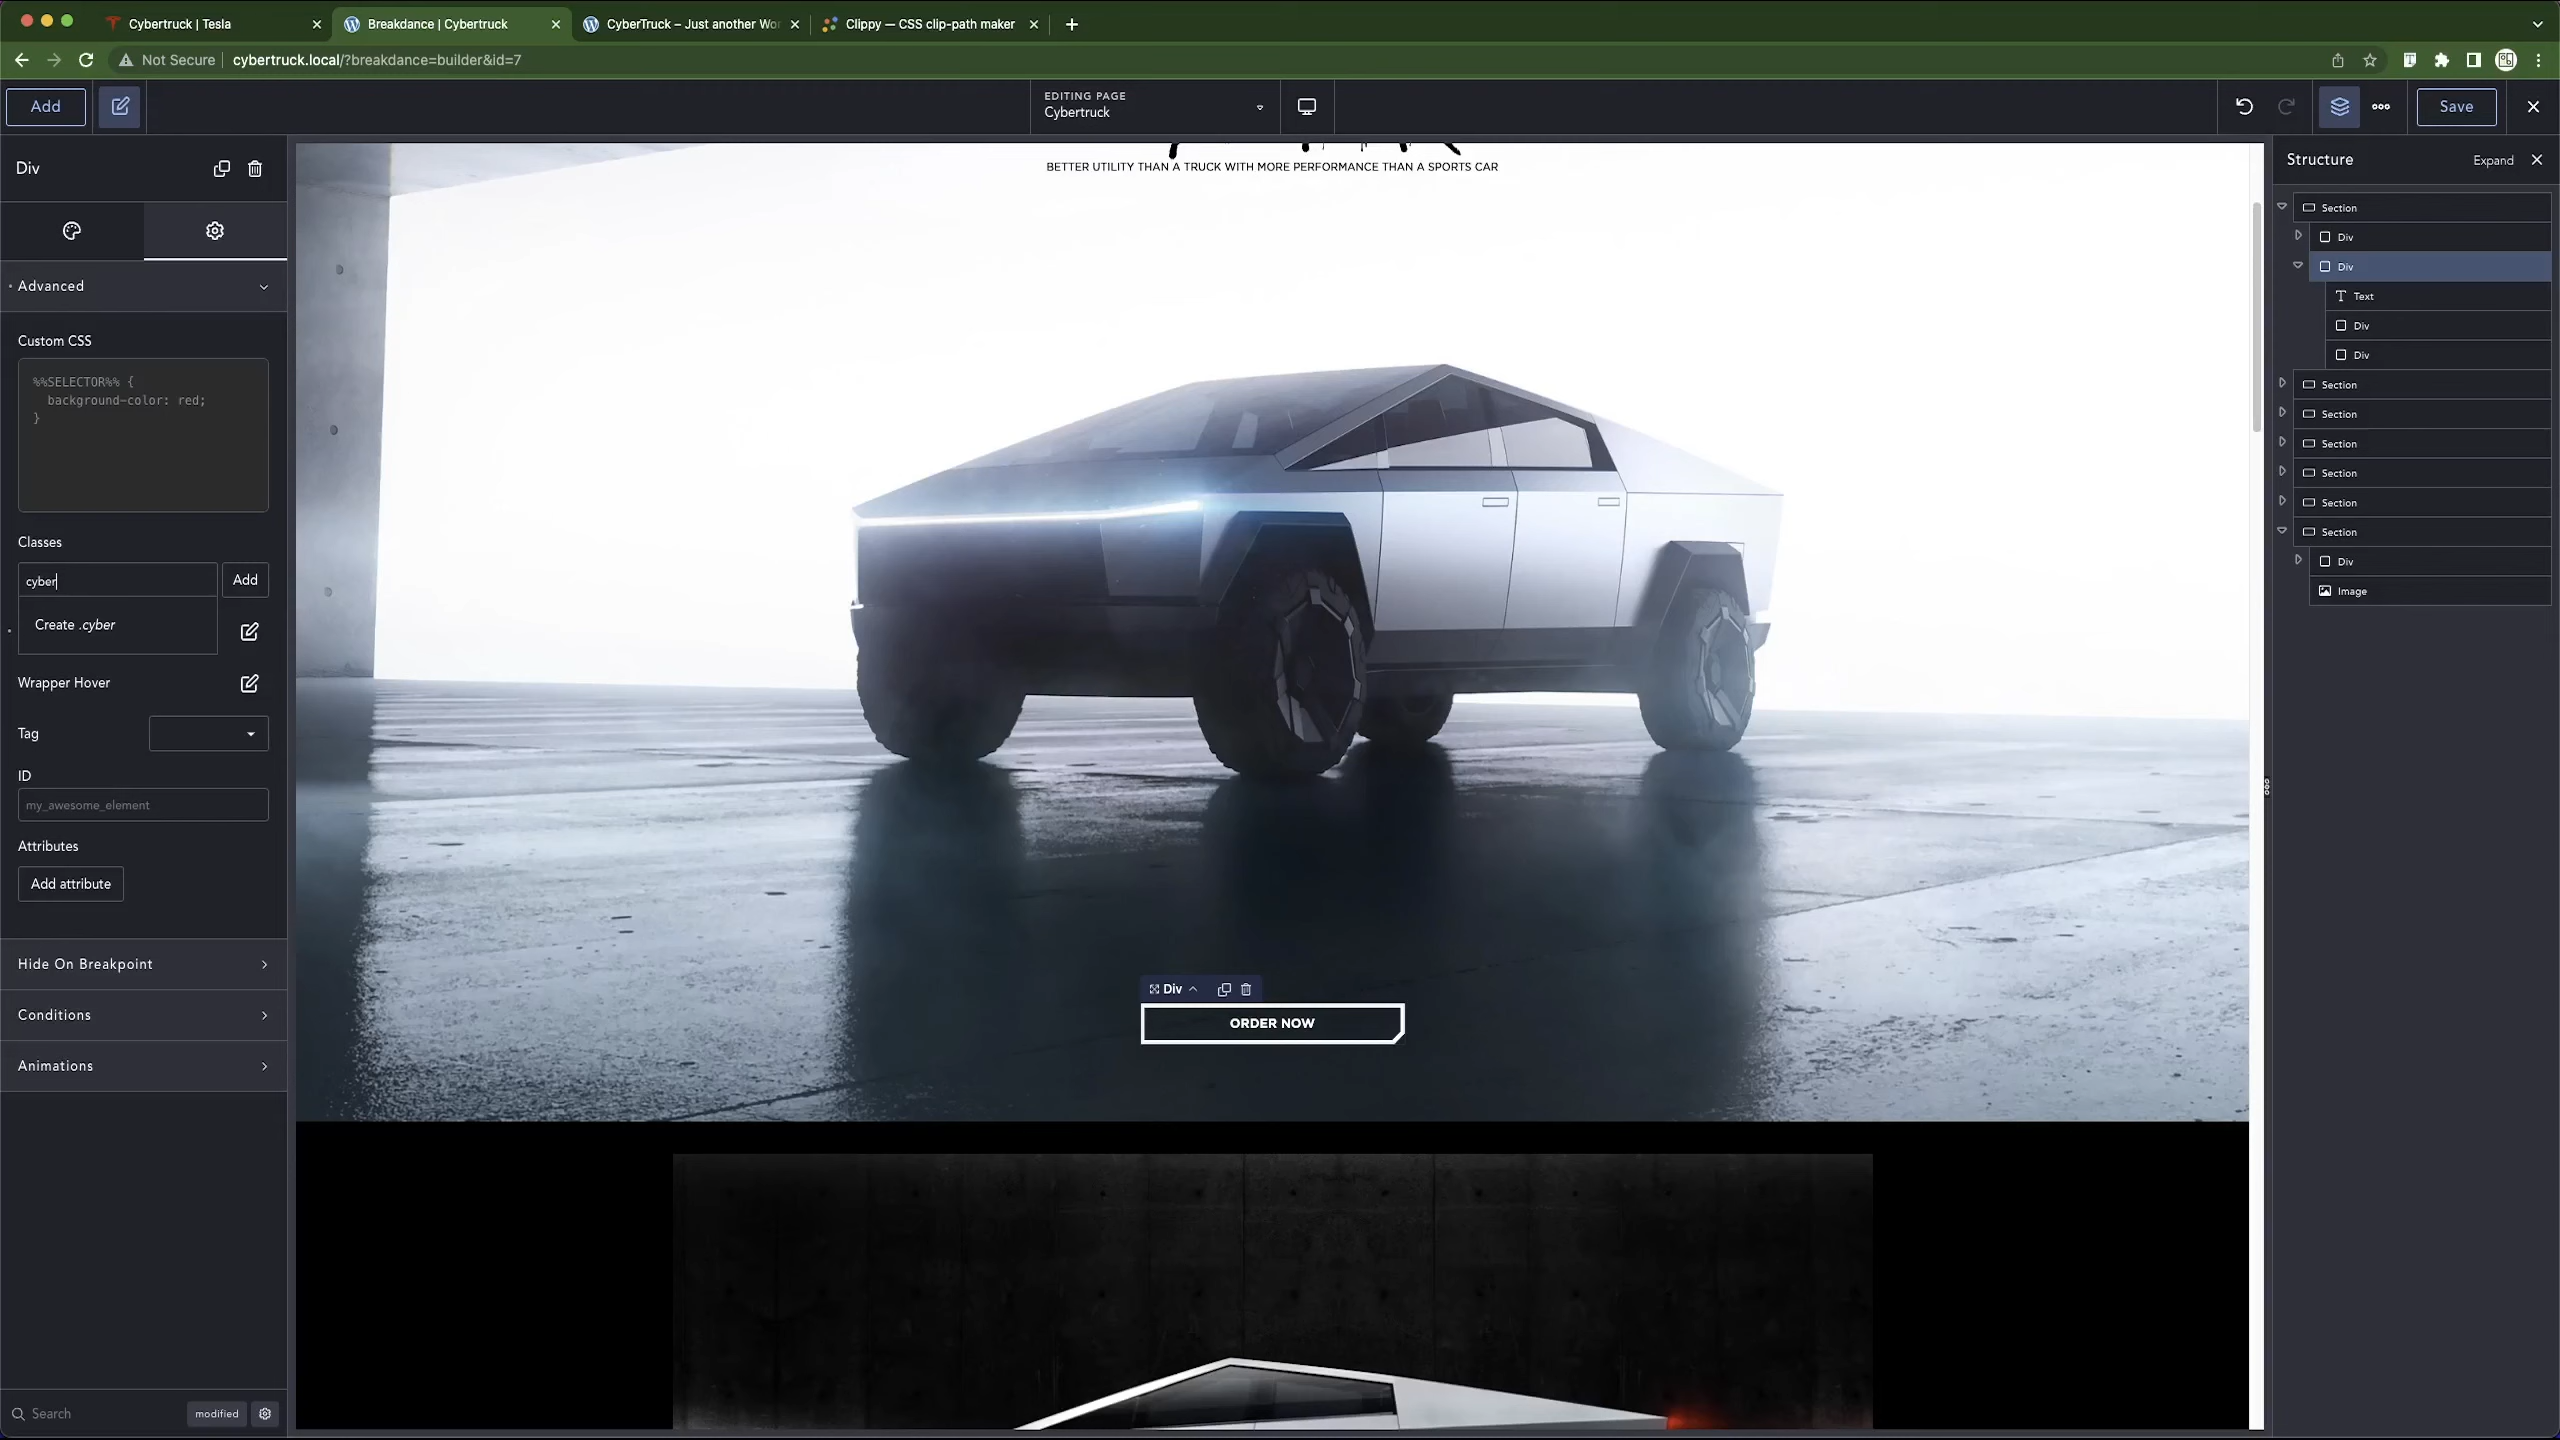 Cybertruck | Tesla
Breakdance | Cybertruck
CyberTruck – Just another Wor
Clippy — CSS clip-path maker
Not Secure
cybertruck.local/?breakdance=builder&id=7
Add
EDITING PAGE
Cybertruck
Save
Div
Advanced
Custom CSS
%%SELECTOR%% {
background-color: red;
}
Classes
cyber
Add
Create .cyber
Wrapper Hover
Tag
ID
my_awesome_element
Attributes
Add attribute
Hide On Breakpoint
Conditions
Animations
Search
modified
BETTER UTILITY THAN A TRUCK WITH MORE PERFORMANCE THAN A SPORTS CAR
Div
ORDER NOW
Structure
Expand
Section
Div
Div
Text
Div
Div
Section
Section
Section
Section
Section
Section
Div
Image